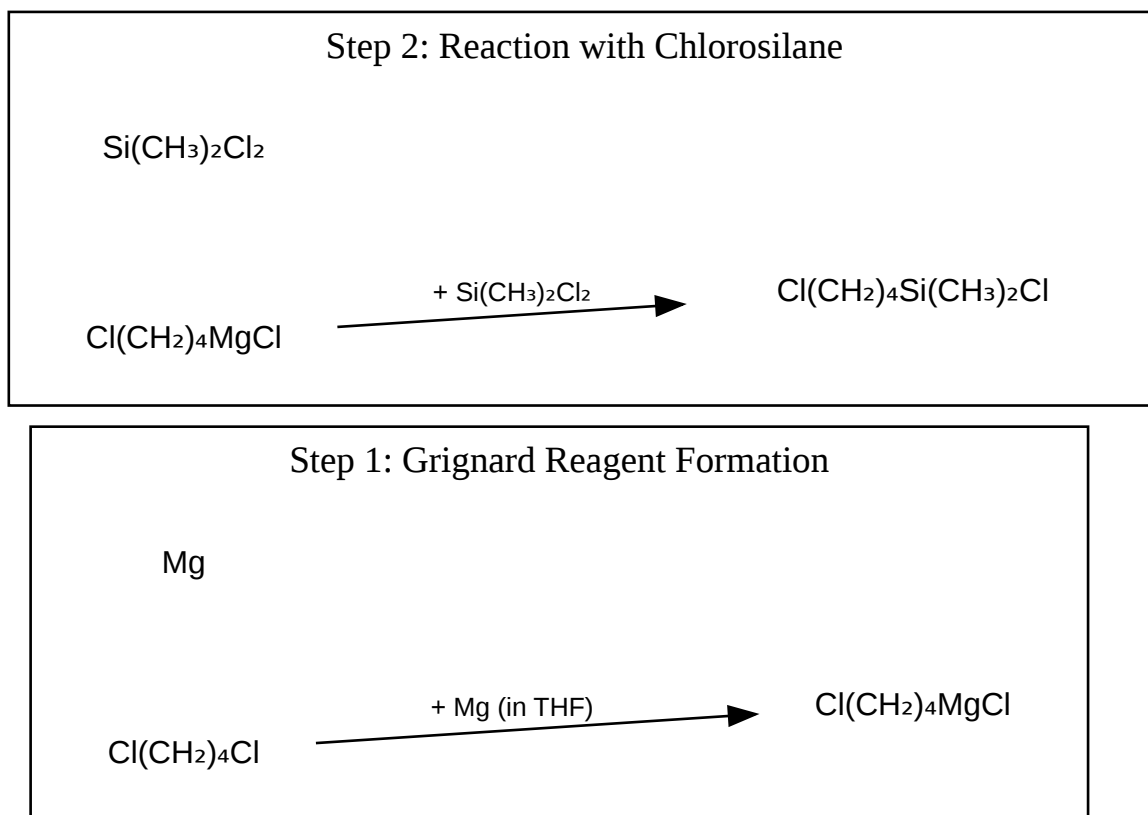 Step 2: Reaction with Chlorosilane
Si(CH₃)₂Cl₂
+ Si(CH₃)₂Cl₂
Cl(CH₂)₄Si(CH₃)₂Cl
Cl(CH₂)₄MgCl
Step 1: Grignard Reagent Formation
Mg
+ Mg (in THF)
Cl(CH₂)₄MgCl
Cl(CH₂)₄Cl